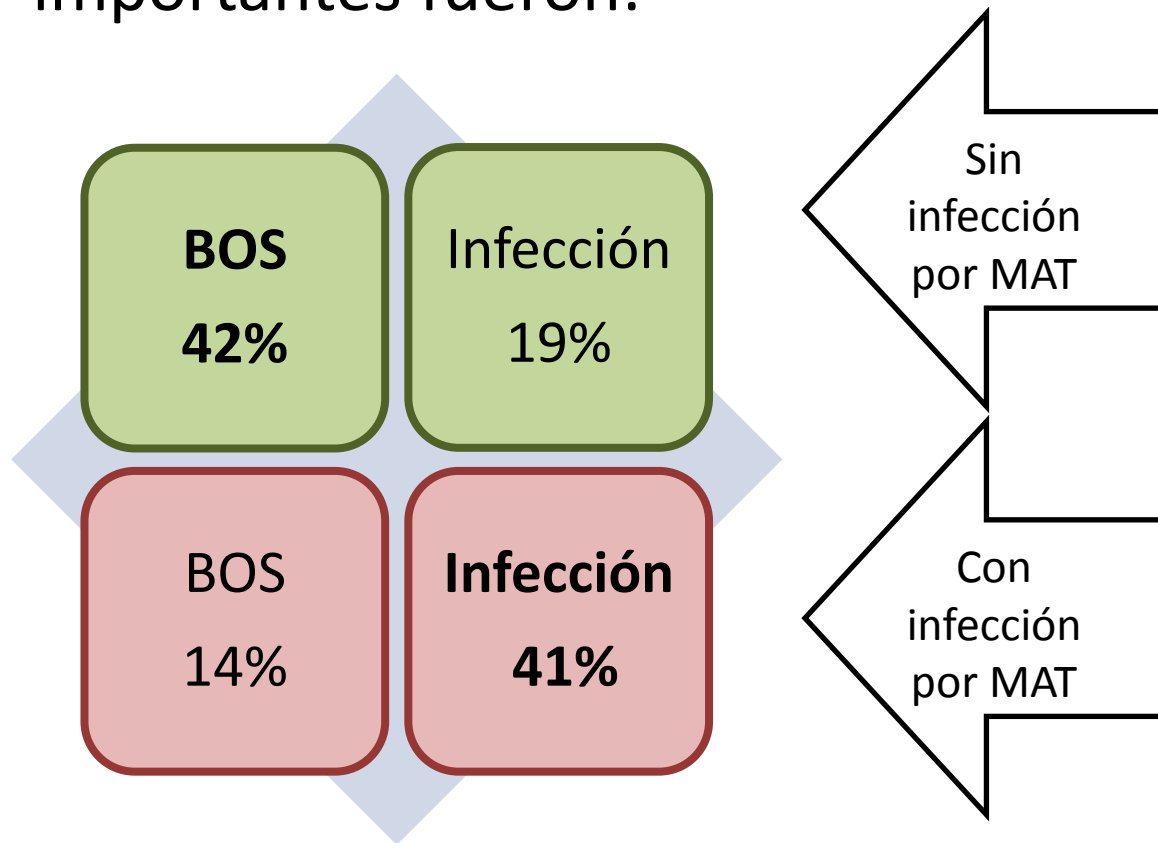 importantes fueron:
BOS
42%
Infección
19%
Sin
infección
por MAT
BOS
14%
Infección
41%
Con
infección
por MAT